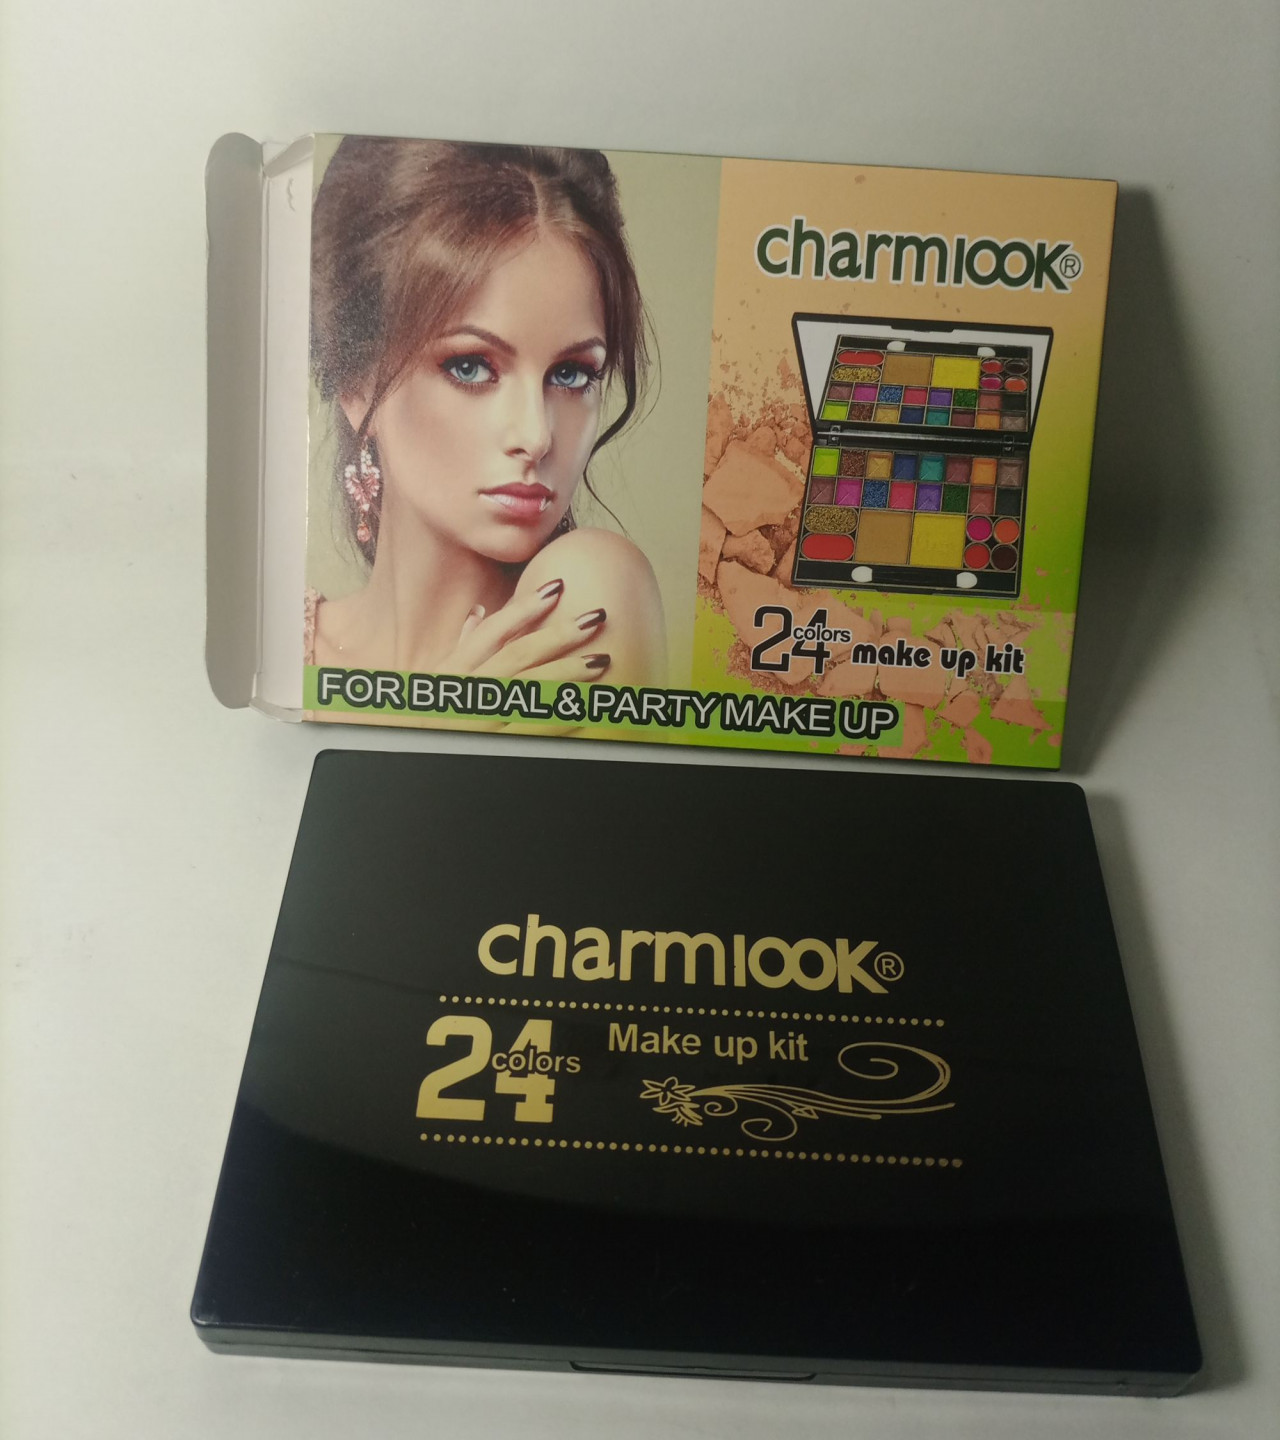 charmlooK®
24 colors make up kit
FOR BRIDAL & PARTY MAKE UP
charmlooK®
24 colors Make up kit